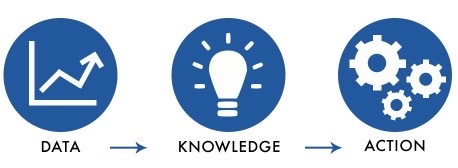 DATA → KNOWLEDGE → ACTION